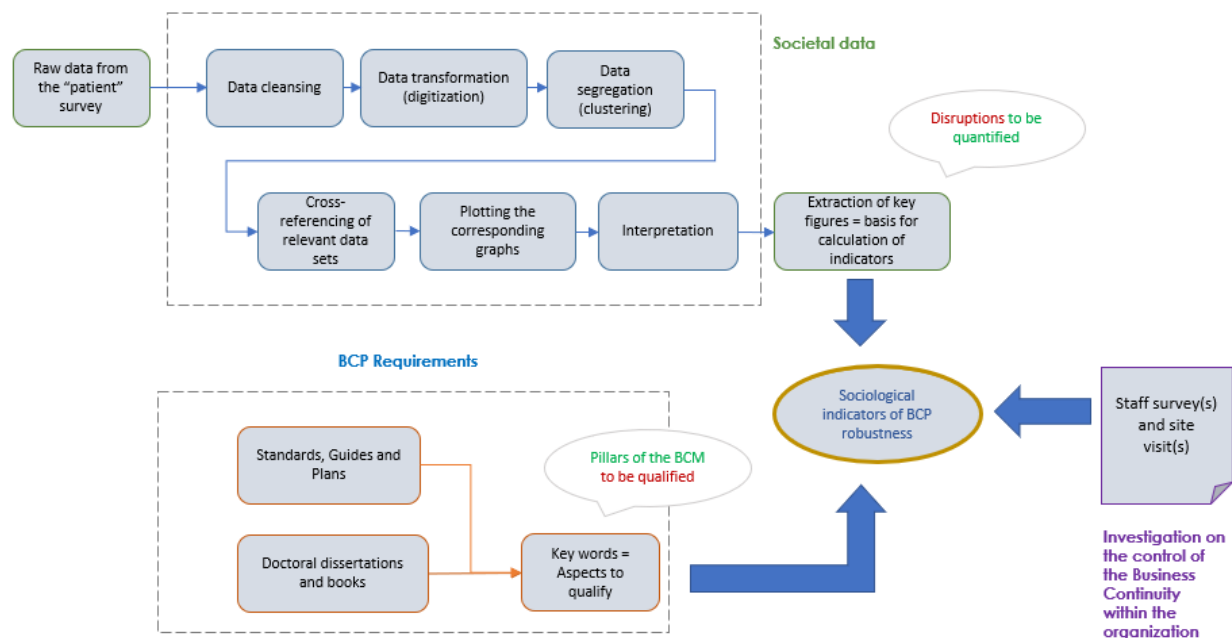 Societal data
Raw data from
the “patient”
survey
Data cleansing
Data transformation
(digitization)
Data
segregation
(clustering)
Disruptions to be
quantified
Cross-
referencing of
relevant data
sets
Plotting the
corresponding
graphs
Interpretation
Extraction of key
figures = basis for
calculation of
indicators
BCP Requirements
Sociological
indicators of BCP
robustness
Staff survey(s)
and site
visit(s)
Standards, Guides and
Plans
Pillars of the BCM
to be qualified
Doctoral dissertations
and books
Key words =
Aspects to
qualify
Investigation on
the control of
the Business
Continuity
within the
organization